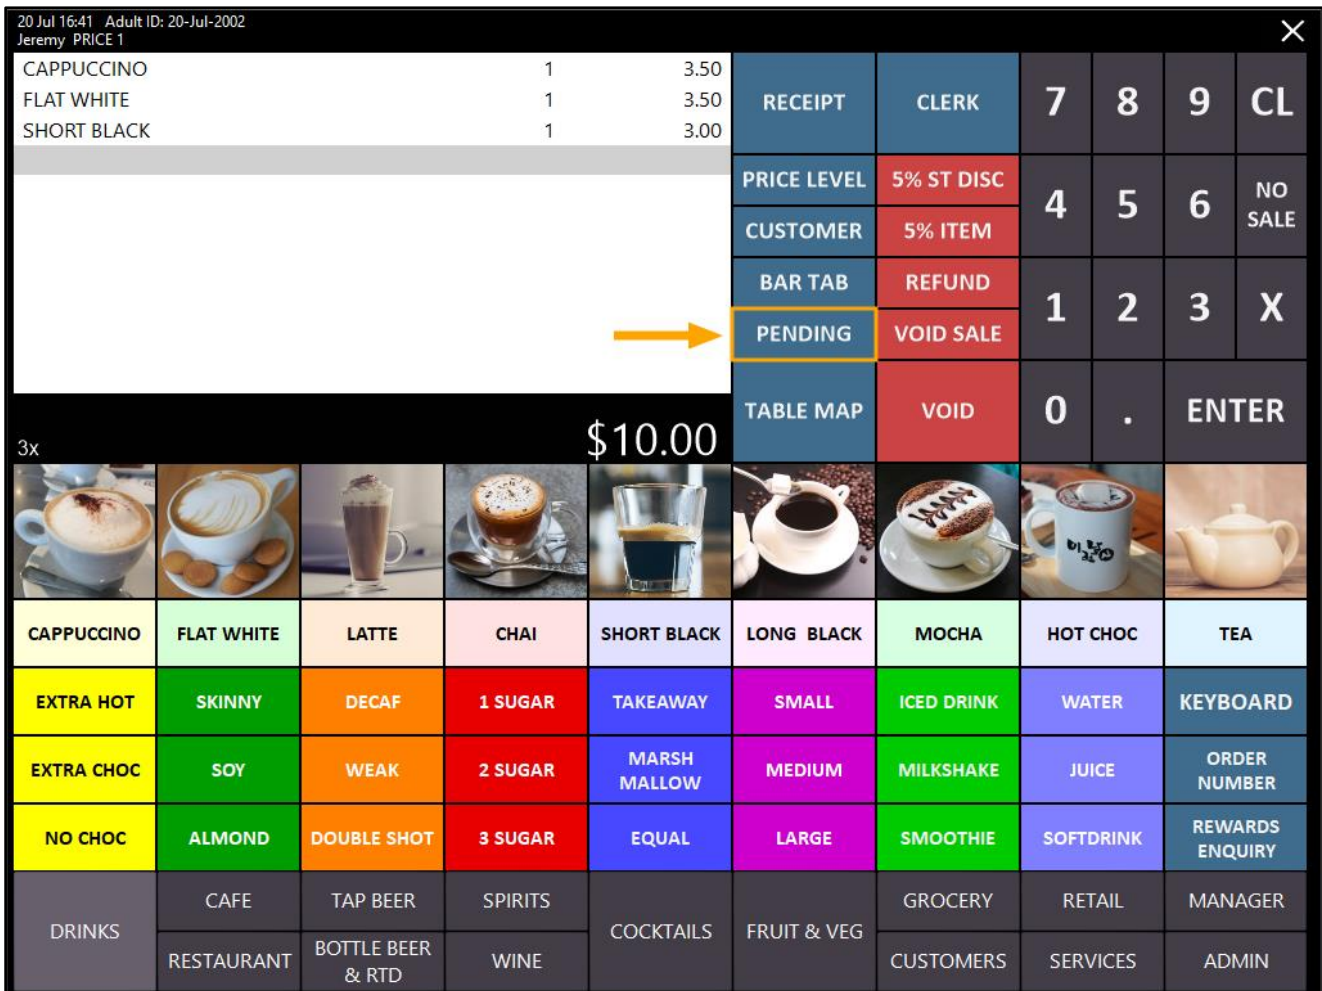 20 Jul 16:41 Adult ID: 20-Jul-2002
Jeremy PRICE 1
CAPPUCCINO 1 3.50
FLAT WHITE 1 3.50
SHORT BLACK 1 3.00
3x $10.00
RECEIPT CLERK 7 8 9 CL
PRICE LEVEL 5% ST DISC 4 5 6 NO
SALE
CUSTOMER 5% ITEM
BAR TAB REFUND 1 2 3 X
PENDING VOID SALE
TABLE MAP VOID 0 . ENTER
CAPPUCCINO FLAT WHITE LATTE CHAI SHORT BLACK LONG BLACK MOCHA HOT CHOC TEA
EXTRA HOT SKINNY DECAF 1 SUGAR TAKEAWAY SMALL ICED DRINK WATER KEYBOARD
EXTRA CHOC SOY WEAK 2 SUGAR MARSH
MALLOW MEDIUM MILKSHAKE JUICE ORDER
NUMBER
NO CHOC ALMOND DOUBLE SHOT 3 SUGAR EQUAL LARGE SMOOTHIE SOFTDRINK REWARDS
ENQUIRY
DRINKS CAFE TAP BEER SPIRITS COCKTAILS FRUIT & VEG GROCERY RETAIL MANAGER
RESTAURANT BOTTLE BEER
& RTD WINE CUSTOMERS SERVICES ADMIN